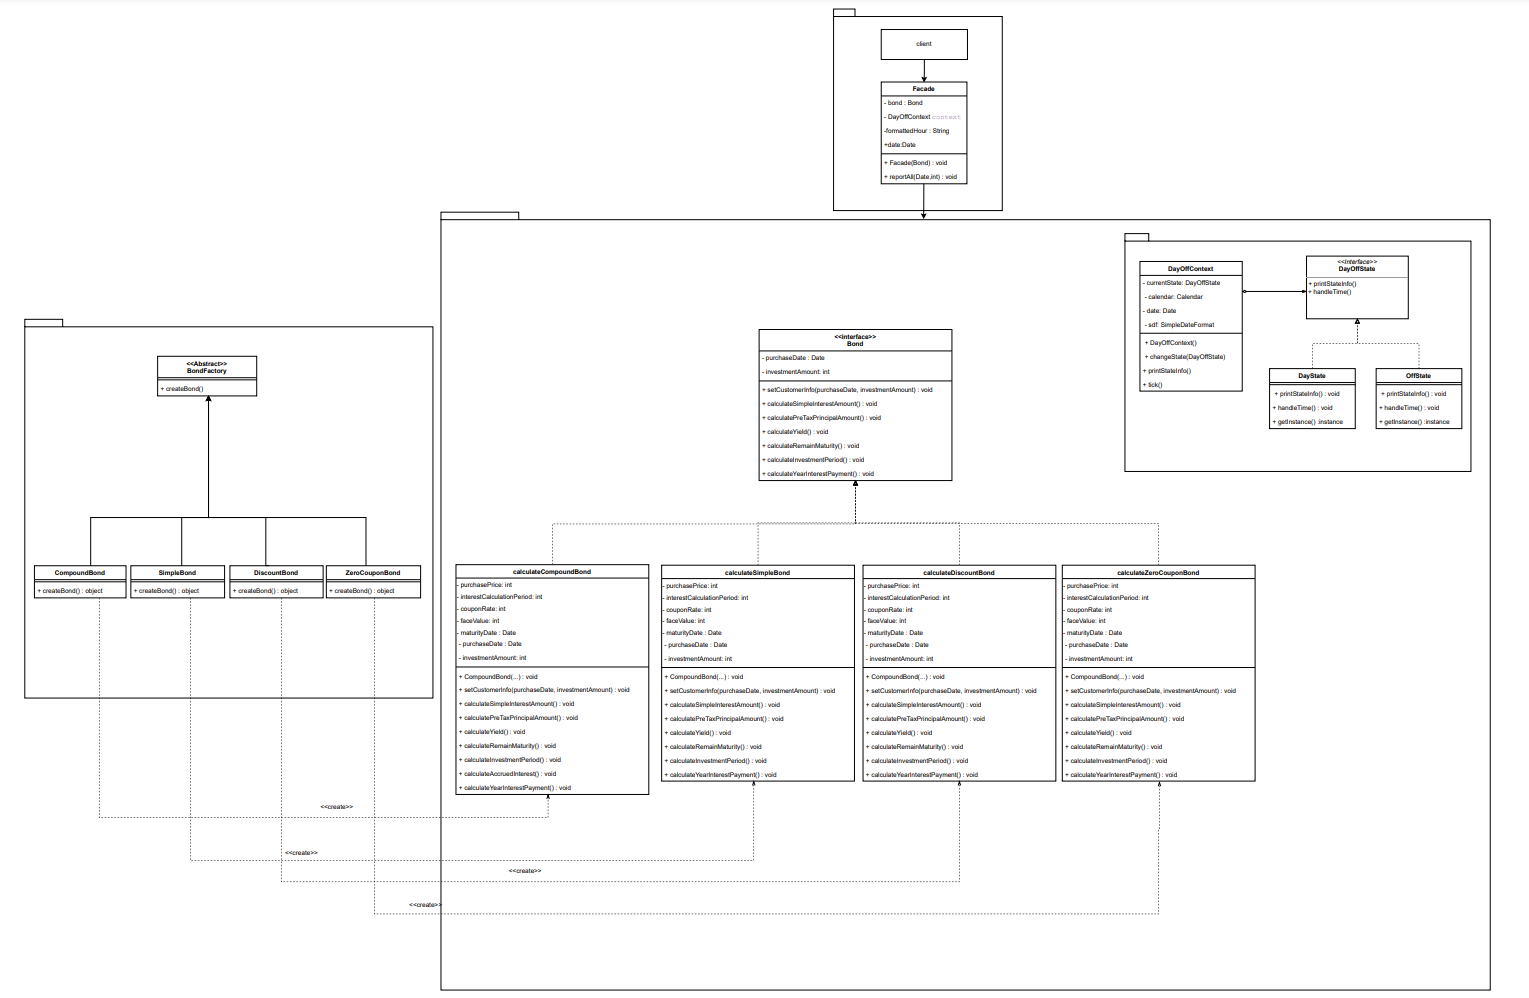 client
Facade
- bond : Bond
- DayOffContext context
-formattedHour : String
+date:Date
+ Facade(Bond) : void
+ reportAll(Date,int) : void
<<Abstract>>
BondFactory
+ createBond()
CompoundBond
+ createBond() : object
SimpleBond
+ createBond() : object
DiscountBond
+ createBond() : object
ZeroCouponBond
+ createBond() : object
<<interface>>
Bond
- purchaseDate : Date
- investmentAmount: int
+ setCustomerInfo(purchaseDate, investmentAmount) : void
+ calculateSimpleInterestAmount() : void
+ calculatePreTaxPrincipalAmount() : void
+ calculateYield() : void
+ calculateRemainMaturity() : void
+ calculateInvestmentPeriod() : void
+ calculateYearInterestPayment() : void
DayOffContext
- currentState: DayOffState
- calendar: Calendar
- date: Date
- sdf: SimpleDateFormat
+ DayOffContext()
+ changeState(DayOffState)
+ printStateInfo()
+ tick()
<<Interface>>
DayOffState
+ printStateInfo()
+ handleTime()
DayState
+ printStateInfo() : void
+ handleTime() : void
+ getInstance() :instance
OffState
+ printStateInfo() : void
+ handleTime() : void
+ getInstance() :instance
calculateCompoundBond
- purchasePrice: int
- interestCalculationPeriod: int
- couponRate: int
- faceValue: int
- maturityDate : Date
- purchaseDate : Date
- investmentAmount: int
+ CompoundBond(...) : void
+ setCustomerInfo(purchaseDate, investmentAmount) : void
+ calculateSimpleInterestAmount() : void
+ calculatePreTaxPrincipalAmount() : void
+ calculateYield() : void
+ calculateRemainMaturity() : void
+ calculateInvestmentPeriod() : void
+ calculateAccruedInterest() : void
+ calculateYearInterestPayment() : void
calculateSimpleBond
- purchasePrice: int
- interestCalculationPeriod: int
- couponRate: int
- faceValue: int
- maturityDate : Date
- purchaseDate : Date
- investmentAmount: int
+ CompoundBond(...) : void
+ setCustomerInfo(purchaseDate, investmentAmount) : void
+ calculateSimpleInterestAmount() : void
+ calculatePreTaxPrincipalAmount() : void
+ calculateYield() : void
+ calculateRemainMaturity() : void
+ calculateInvestmentPeriod() : void
+ calculateYearInterestPayment() : void
calculateDiscountBond
- purchasePrice: int
- interestCalculationPeriod: int
- couponRate: int
- faceValue: int
- maturityDate : Date
- purchaseDate : Date
- investmentAmount: int
+ CompoundBond(...) : void
+ setCustomerInfo(purchaseDate, investmentAmount) : void
+ calculateSimpleInterestAmount() : void
+ calculatePreTaxPrincipalAmount() : void
+ calculateYield() : void
+ calculateRemainMaturity() : void
+ calculateInvestmentPeriod() : void
+ calculateYearInterestPayment() : void
calculateZeroCouponBond
- purchasePrice: int
- interestCalculationPeriod: int
- couponRate: int
- faceValue: int
- maturityDate : Date
- purchaseDate : Date
- investmentAmount: int
+ CompoundBond(...) : void
+ setCustomerInfo(purchaseDate, investmentAmount) : void
+ calculateSimpleInterestAmount() : void
+ calculatePreTaxPrincipalAmount() : void
+ calculateYield() : void
+ calculateRemainMaturity() : void
+ calculateInvestmentPeriod() : void
+ calculateYearInterestPayment() : void
<<create>>
<<create>>
<<create>>
<<create>>